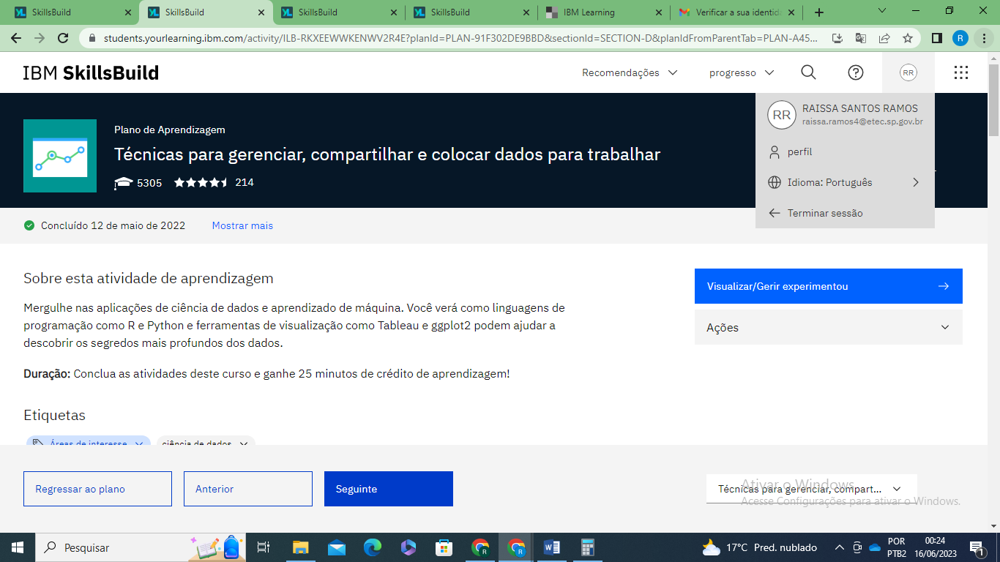 SkillsBuild
SkillsBuild
SkillsBuild
SkillsBuild
IBM Learning
Verificar a sua identida
students.yourlearning.ibm.com/activity/ILB-RKXEEWWKENWV2R4E?planId=PLAN-91F302DE9BBD&sectionId=SECTION-D&planIdFromParentTab=PLAN-A45...
R
IBM SkillsBuild
Recomendações
progresso
RR
RR
RAISSA SANTOS RAMOS
raissa.ramos4@etec.sp.gov.br
perfil
Idioma: Português
Terminar sessão
Plano de Aprendizagem
Técnicas para gerenciar, compartilhar e colocar dados para trabalhar
5305
214
Concluído 12 de maio de 2022
Mostrar mais
Sobre esta atividade de aprendizagem
Mergulhe nas aplicações de ciência de dados e aprendizado de máquina. Você verá como linguagens de
programação como R e Python e ferramentas de visualização como Tableau e ggplot2 podem ajudar a
descobrir os segredos mais profundos dos dados.
Duração: Conclua as atividades deste curso e ganhe 25 minutos de crédito de aprendizagem!
Visualizar/Gerir experimentou
Ações
Etiquetas
Áreas de interesse
ciência de dados
Regressar ao plano
Anterior
Seguinte
Técnicas para gerenciar, compart...
Ativar o Windows
Acesse Configurações para ativar o Windows.
Pesquisar
17°C Pred. nublado
POR
PTB2
00:24
16/06/2023
1